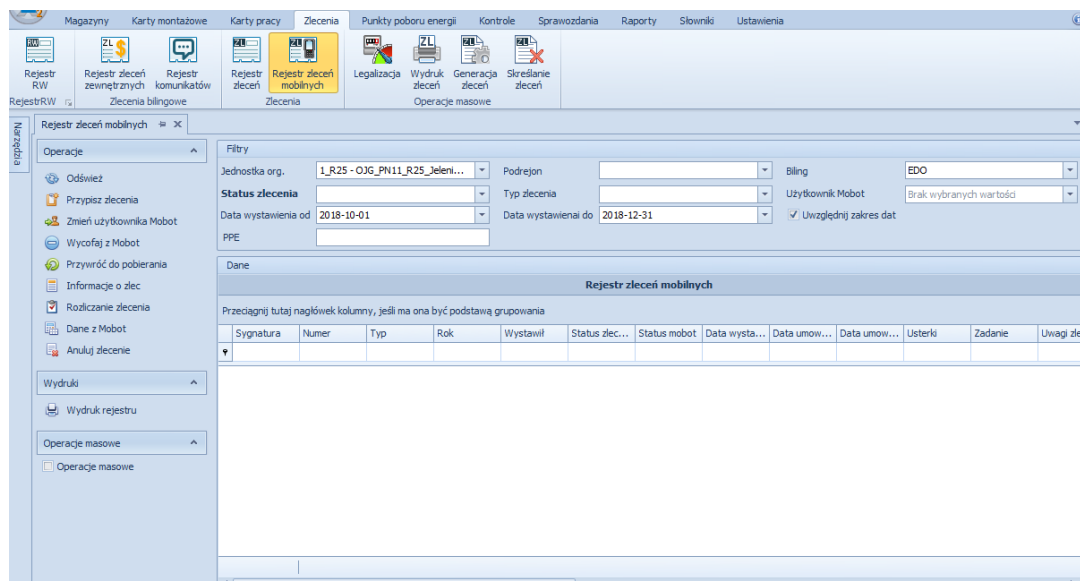 Magazyny Karty montażowe Karty pracy Zlecenia Punkty poboru energii Kontrole Sprawozdania Raporty Słowniki Ustawienia
Rejestr RW
Rejestr zleceń zewnętrznych
Rejestr komunikatów
Rejestr zleceń
Rejestr zleceń mobilnych
Legalizacja
Wydruk zleceń
Generacja zleceń
Skreślanie zleceń
RejestrRW Zlecenia bilingowe Zlecenia Operacje masowe
Narzędzia
Rejestr zleceń mobilnych
Operacje
Odśwież
Przypisz zlecenia
Zmień użytkownika Mobot
Wycofaj z Mobot
Przywróć do pobierania
Informacje o zlec
Rozliczanie zlecenia
Dane z Mobot
Anuluj zlecenie
Wydruki
Wydruk rejestru
Operacje masowe
Operacje masowe
Filtry
Jednostka org. 1_R25 - OJG_PN11_R25_Jeleni... Podrejon Biling EDO
Status zlecenia Typ zlecenia Użytkownik Mobot Brak wybranych wartości
Data wystawienia od 2018-10-01 Data wystawienai do 2018-12-31 Uwzględnij zakres dat
PPE
Dane
Rejestr zleceń mobilnych
Przeciągnij tutaj nagłówek kolumny, jeśli ma ona być podstawą grupowania
Sygnatura Numer Typ Rok Wystawił Status zlec... Status mobot Data wysta... Data umow... Data umow... Usterki Zadanie Uwagi zle